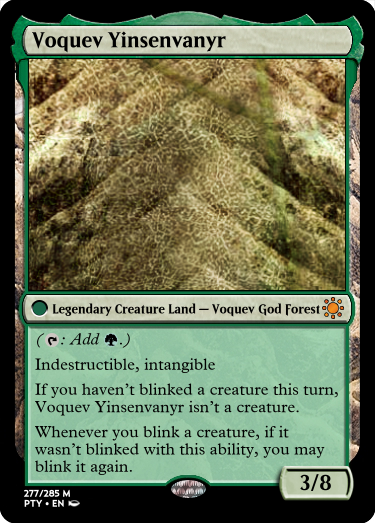 Voquev Yinsenvanyr
Legendary Creature Land — Voquev God Forest
(: Add .)
Indestructible, intangible
If you haven't blinked a creature this turn,
Voquev Yinsenvanyr isn't a creature.
Whenever you blink a creature, if it
wasn't blinked with this ability, you may
blink it again.
3/8
277/285 M
PTY • EN